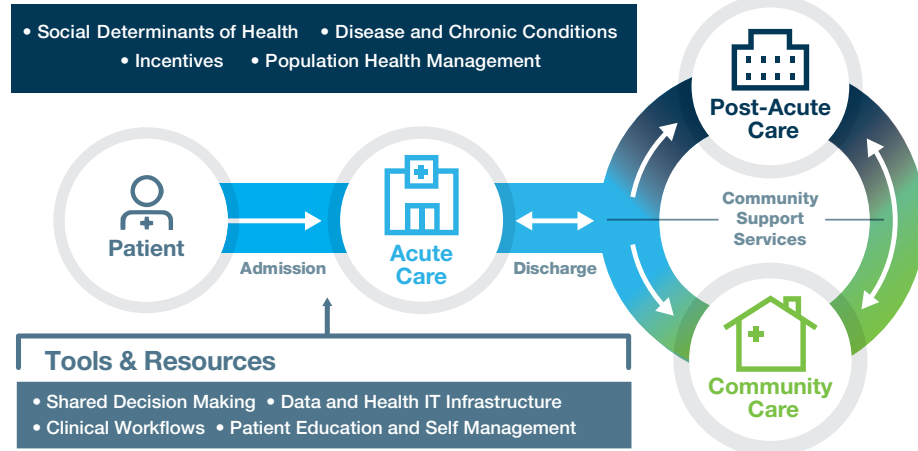 • Social Determinants of Health • Disease and Chronic Conditions
• Incentives • Population Health Management
Patient
Admission
Acute
Care
Discharge
Post-Acute
Care
Community
Support
Services
Community
Care
Tools & Resources
• Shared Decision Making • Data and Health IT Infrastructure
• Clinical Workflows • Patient Education and Self Management